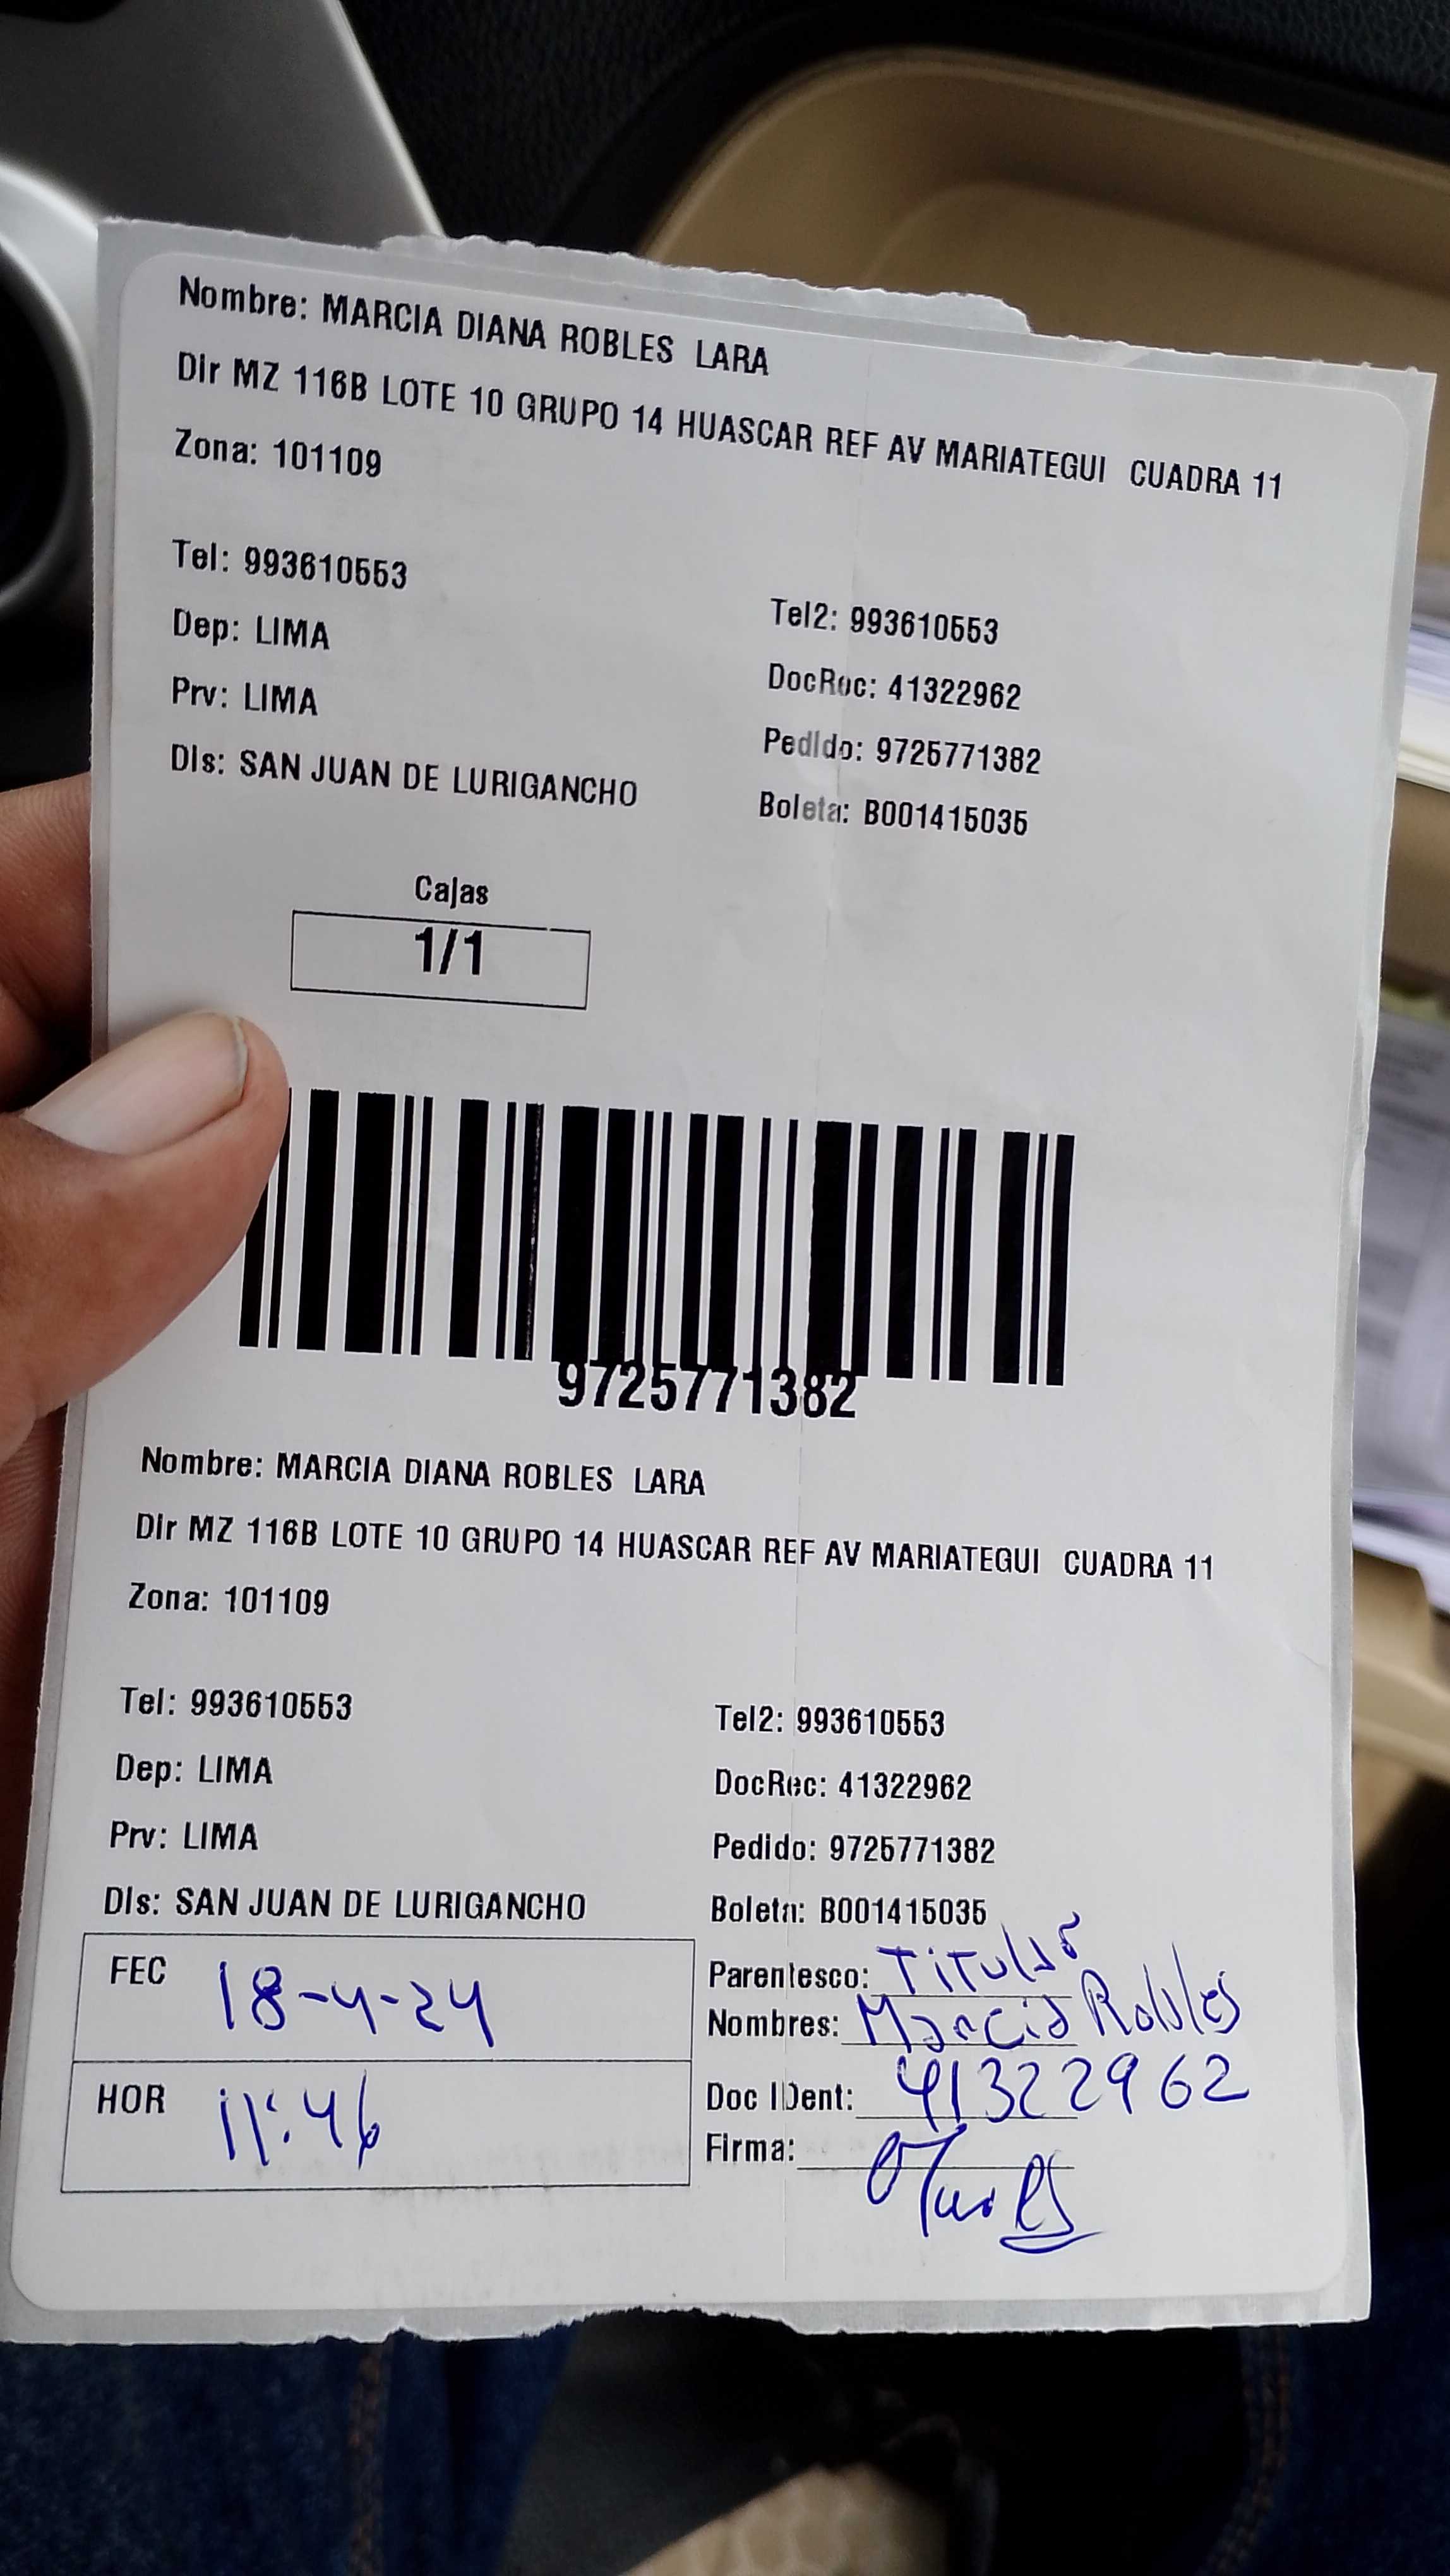 Nombre: MARCIA DIANA ROBLES LARA
Dir MZ 116B LOTE 10 GRUPO 14 HUASCAR REF AV MARIATEGUI CUADRA 11
Zona: 101109
Tel: 993610553
Tel2: 993610553
Dep: LIMA
DocRec: 41322962
Prv: LIMA
Pedido: 9725771382
Dis: SAN JUAN DE LURIGANCHO
Boleta: B001415035
Cajas
1/1
9725771382
Nombre: MARCIA DIANA ROBLES LARA
Dir MZ 116B LOTE 10 GRUPO 14 HUASCAR REF AV MARIATEGUI CUADRA 11
Zona: 101109
Tel: 993610553
Tel2: 993610553
Dep: LIMA
DocRec: 41322962
Prv: LIMA
Pedido: 9725771382
Dis: SAN JUAN DE LURIGANCHO
Boleta: B001415035
FEC 18-4-24
Parentesco: Titular
Nombres: Marcia Robles
HOR 11:46
Doc IDent: 41322962
Firma: